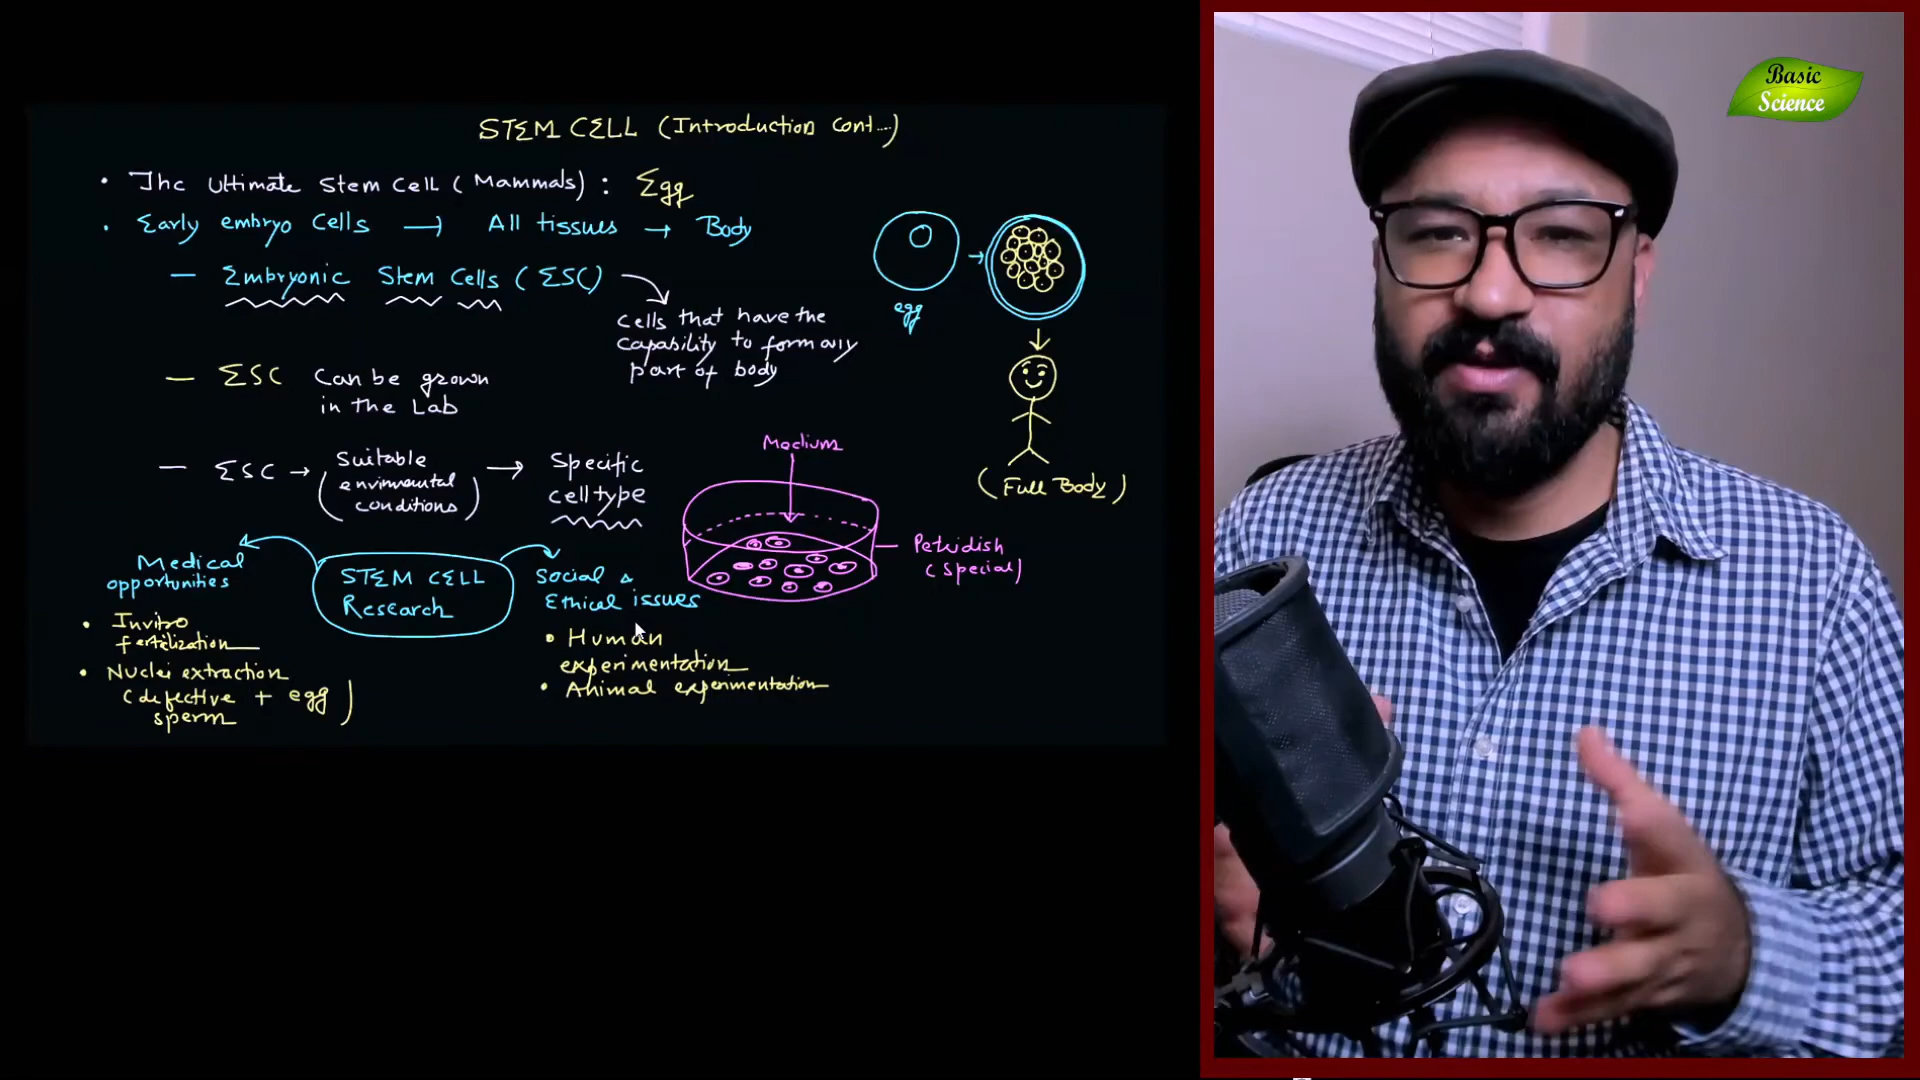 STEM CELL (Introduction Cont...)
• The Ultimate Stem Cell (Mammals) : Egg
• Early embryo Cells → All tissues → Body
— Embryonic Stem Cells (ESC)
Cells that have the
capability to form any
part of body
— ESC Can be grown
in the Lab
— ESC → (Suitable
envirnmental
conditions) → Specific
cell type
egg
(Full Body)
Medium
Petridish
(special)
STEM CELL
Research
Medical
opportunities
• Invitro
fertilization
• Nuclei extraction
(defective + egg)
sperm
Social &
Ethical issues
• Human
experimentation
• Animal experimentation
Basic
Science